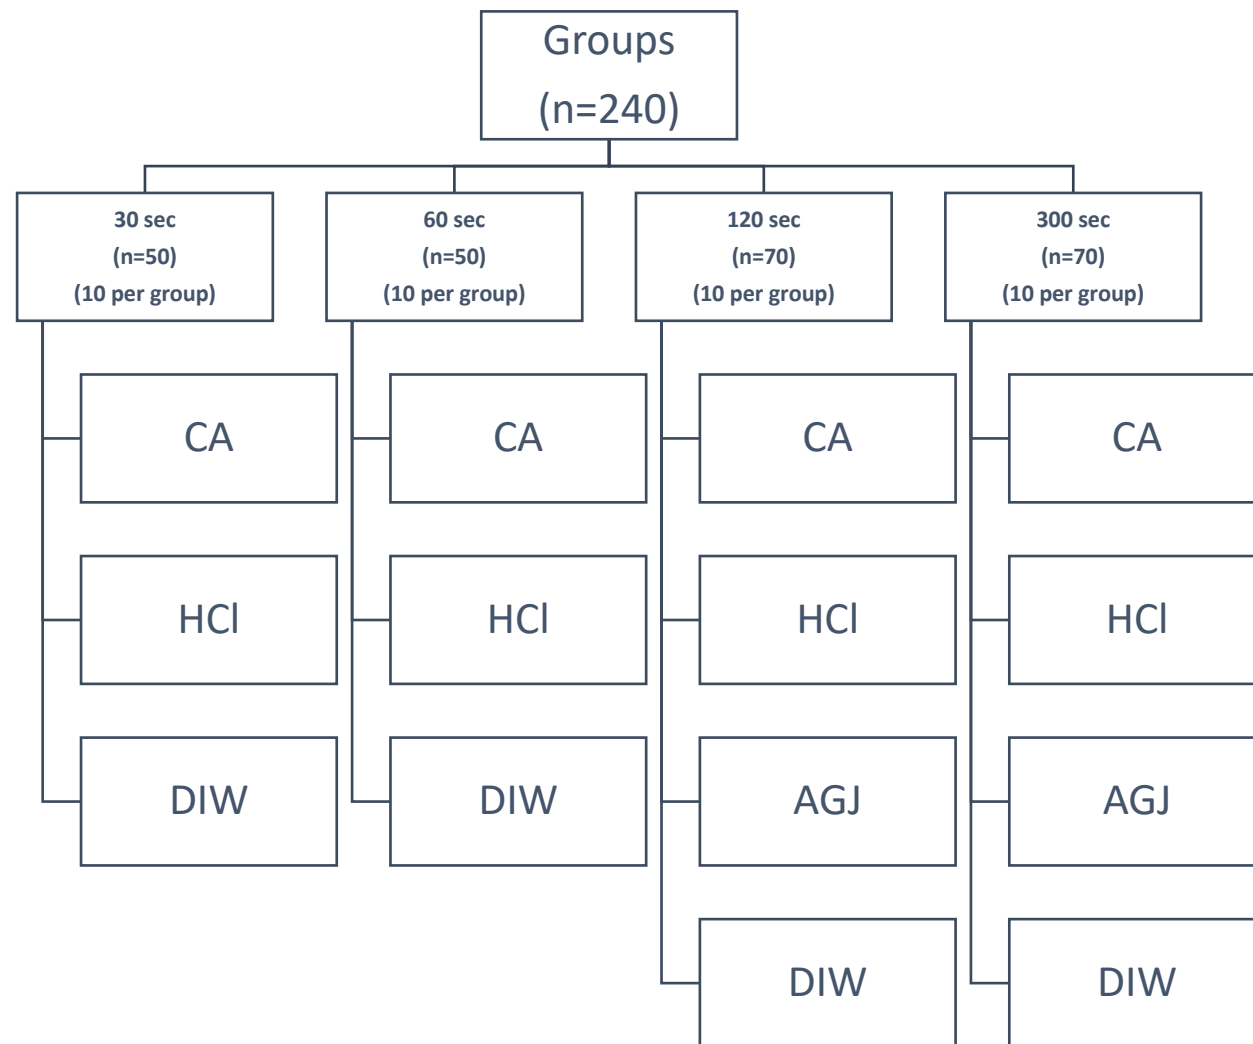 Groups
(n=240)
30 sec
(n=50)
(10 per group)
60 sec
(n=50)
(10 per group)
120 sec
(n=70)
(10 per group)
300 sec
(n=70)
(10 per group)
CA
CA
CA
CA
HCl
HCl
HCl
HCl
DIW
DIW
AGJ
AGJ
DIW
DIW